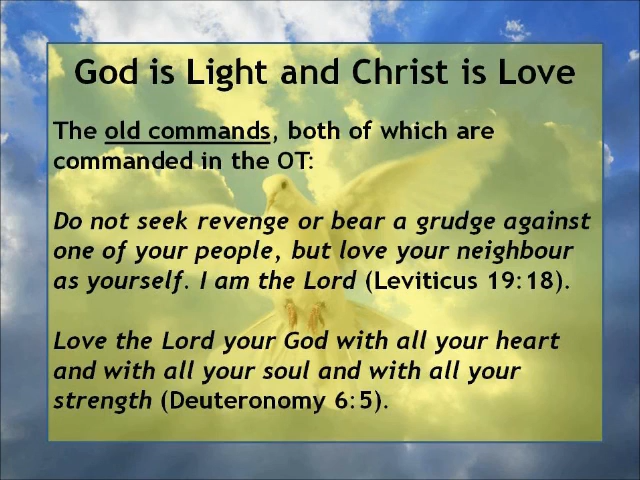 God is Light and Christ is Love
The old commands, both of which are
commanded in the OT:
Do not seek revenge or bear a grudge against
one of your people, but love your neighbour
as yourself. I am the Lord (Leviticus 19:18).
Love the Lord your God with all your heart
and with all your soul and with all your
strength (Deuteronomy 6:5).